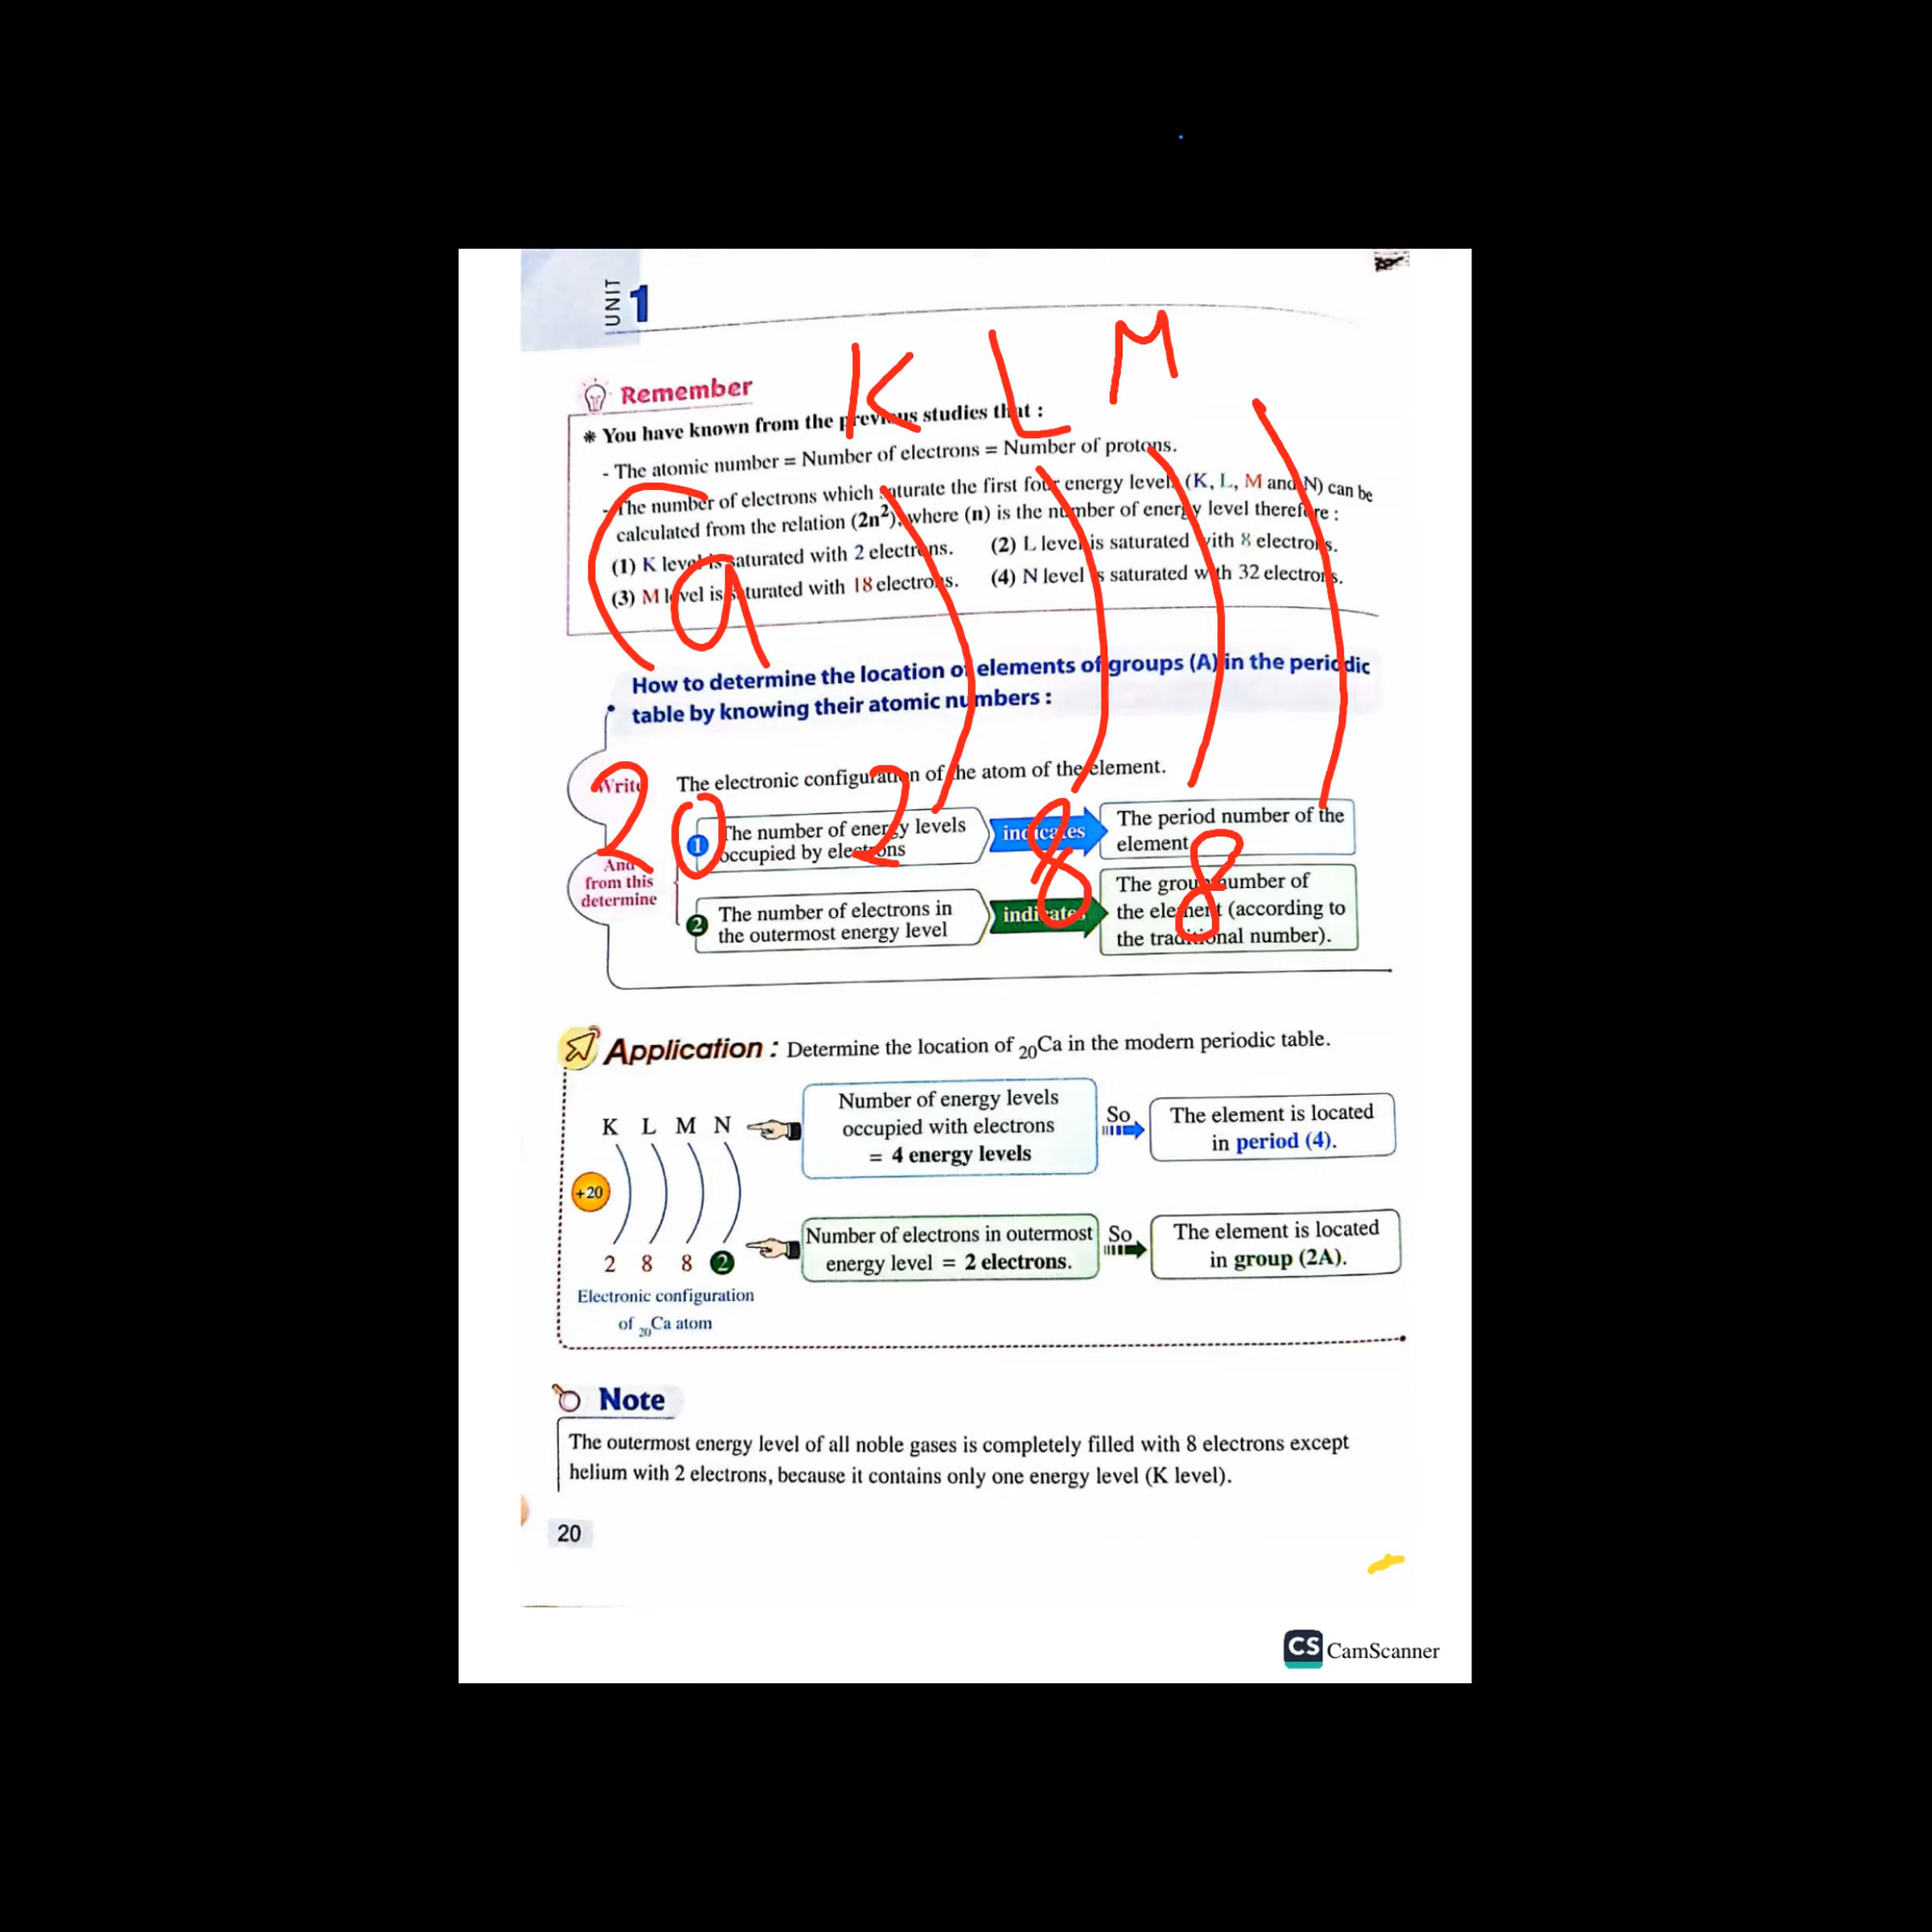 UNIT 1
K L M
Remember
* You have known from the previous studies that :
- The atomic number = Number of electrons = Number of protons.
- The number of electrons which saturate the first four energy levels (K, L, M and N) can be
calculated from the relation (2n²), where (n) is the number of energy level therefore :
(1) K level is saturated with 2 electrons. (2) L level is saturated with 8 electrons.
(3) M level is saturated with 18 electrons. (4) N level is saturated with 32 electrons.
Ca
How to determine the location of elements of groups (A) in the periodic
table by knowing their atomic numbers :
Write The electronic configuration of the atom of the element.
20 2 8 8
And
from this
determine
1 The number of energy levels
occupied by electrons
indicates
The period number of the
element
2 The number of electrons in
the outermost energy level
indicates
The group number of
the element (according to
the traditional number).
Application : Determine the location of ₂₀Ca in the modern periodic table.
K L M N
+20
2 8 8 2
Electronic configuration
of ₂₀Ca atom
Number of energy levels
occupied with electrons
= 4 energy levels
So
The element is located
in period (4).
Number of electrons in outermost
energy level = 2 electrons.
So
The element is located
in group (2A).
Note
The outermost energy level of all noble gases is completely filled with 8 electrons except
helium with 2 electrons, because it contains only one energy level (K level).
20
CS CamScanner